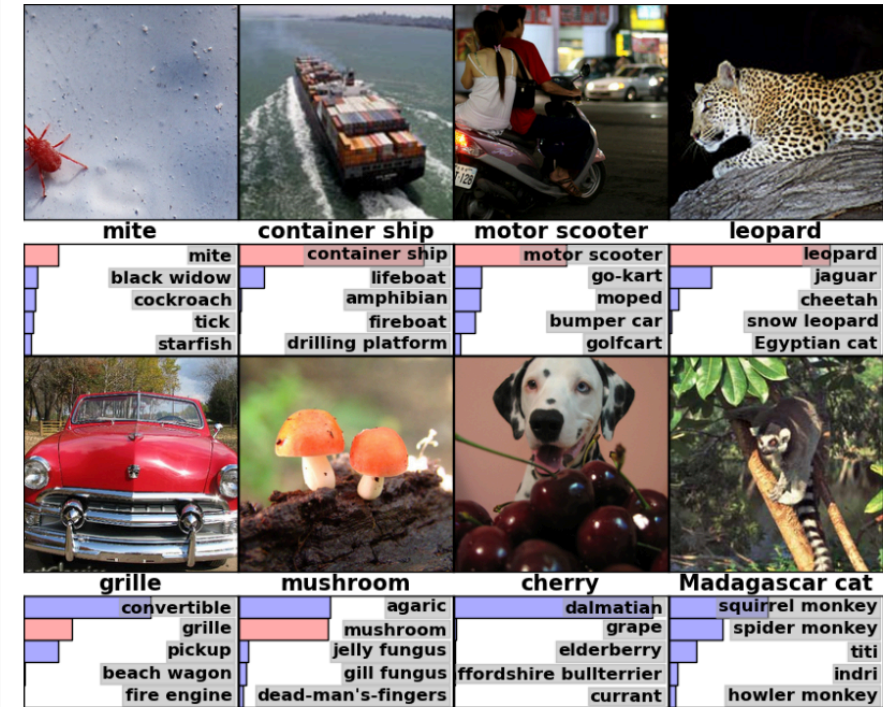 mite
container ship
motor scooter
leopard
mite
black widow
cockroach
tick
starfish
container ship
lifeboat
amphibian
fireboat
drilling platform
motor scooter
go-kart
moped
bumper car
golfcart
leopard
jaguar
cheetah
snow leopard
Egyptian cat
grille
mushroom
cherry
Madagascar cat
convertible
grille
pickup
beach wagon
fire engine
agaric
mushroom
jelly fungus
gill fungus
dead-man's-fingers
dalmatian
grape
elderberry
ffordshire bullterrier
currant
squirrel monkey
spider monkey
titi
indri
howler monkey